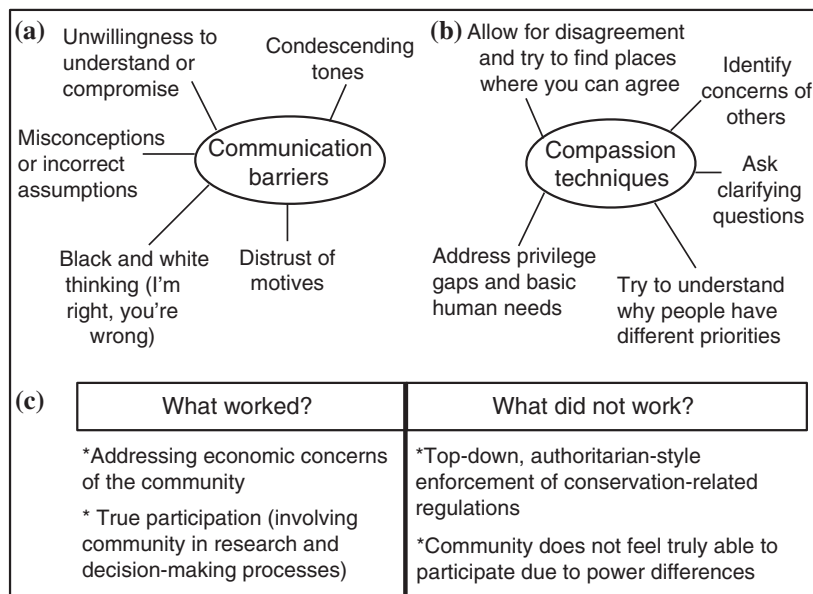 (a)
Unwillingness to
understand or
compromise
Condescending
tones
Misconceptions
or incorrect
assumptions
Communication
barriers
Black and white
thinking (I'm
right, you're
wrong)
Distrust of
motives
(b)
Allow for disagreement
and try to find places
where you can agree
Identify
concerns of
others
Compassion
techniques
Ask
clarifying
questions
Address privilege
gaps and basic
human needs
Try to understand
why people have
different priorities
(c)
What worked?
What did not work?
*Addressing economic concerns
of the community
* True participation (involving
community in research and
decision-making processes)
*Top-down, authoritarian-style
enforcement of conservation-related
regulations
*Community does not feel truly able to
participate due to power differences